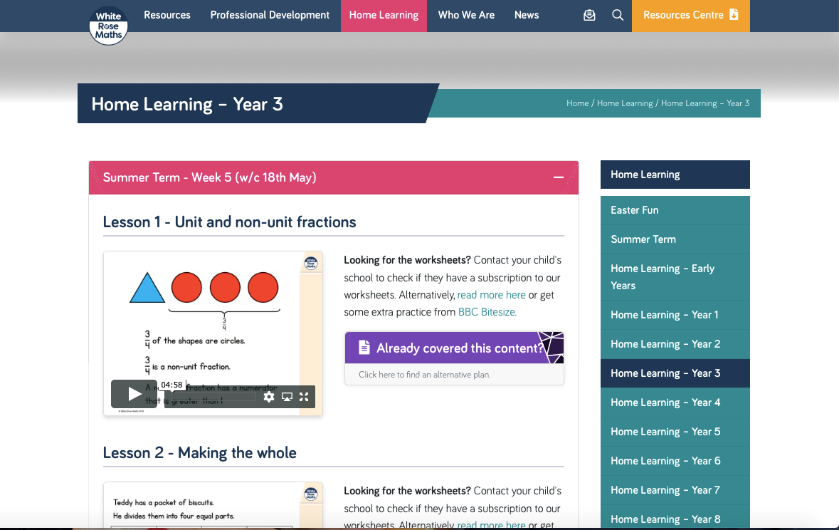 White
Rose
Maths
Resources Professional Development Home Learning Who We Are News Resources Centre
Home Learning – Year 3
Home / Home Learning / Home Learning – Year 3
Summer Term - Week 5 (w/c 18th May)
Lesson 1 - Unit and non-unit fractions
3/4
3/4 of the shapes are circles.
3/4 is a non-unit fraction.
A fraction has a numerator
that is greater than 1
04:58
Looking for the worksheets? Contact your child's
school to check if they have a subscription to our
worksheets. Alternatively, read more here or get
some extra practice from BBC Bitesize.
Already covered this content?
Click here to find an alternative plan.
Lesson 2 - Making the whole
Teddy has a packet of biscuits.
He divides them into four equal parts.
Looking for the worksheets? Contact your child's
school to check if they have a subscription to our
worksheets. Alternatively, read more here or get
Home Learning
Easter Fun
Summer Term
Home Learning – Early
Years
Home Learning – Year 1
Home Learning – Year 2
Home Learning – Year 3
Home Learning – Year 4
Home Learning – Year 5
Home Learning – Year 6
Home Learning – Year 7
Home Learning – Year 8